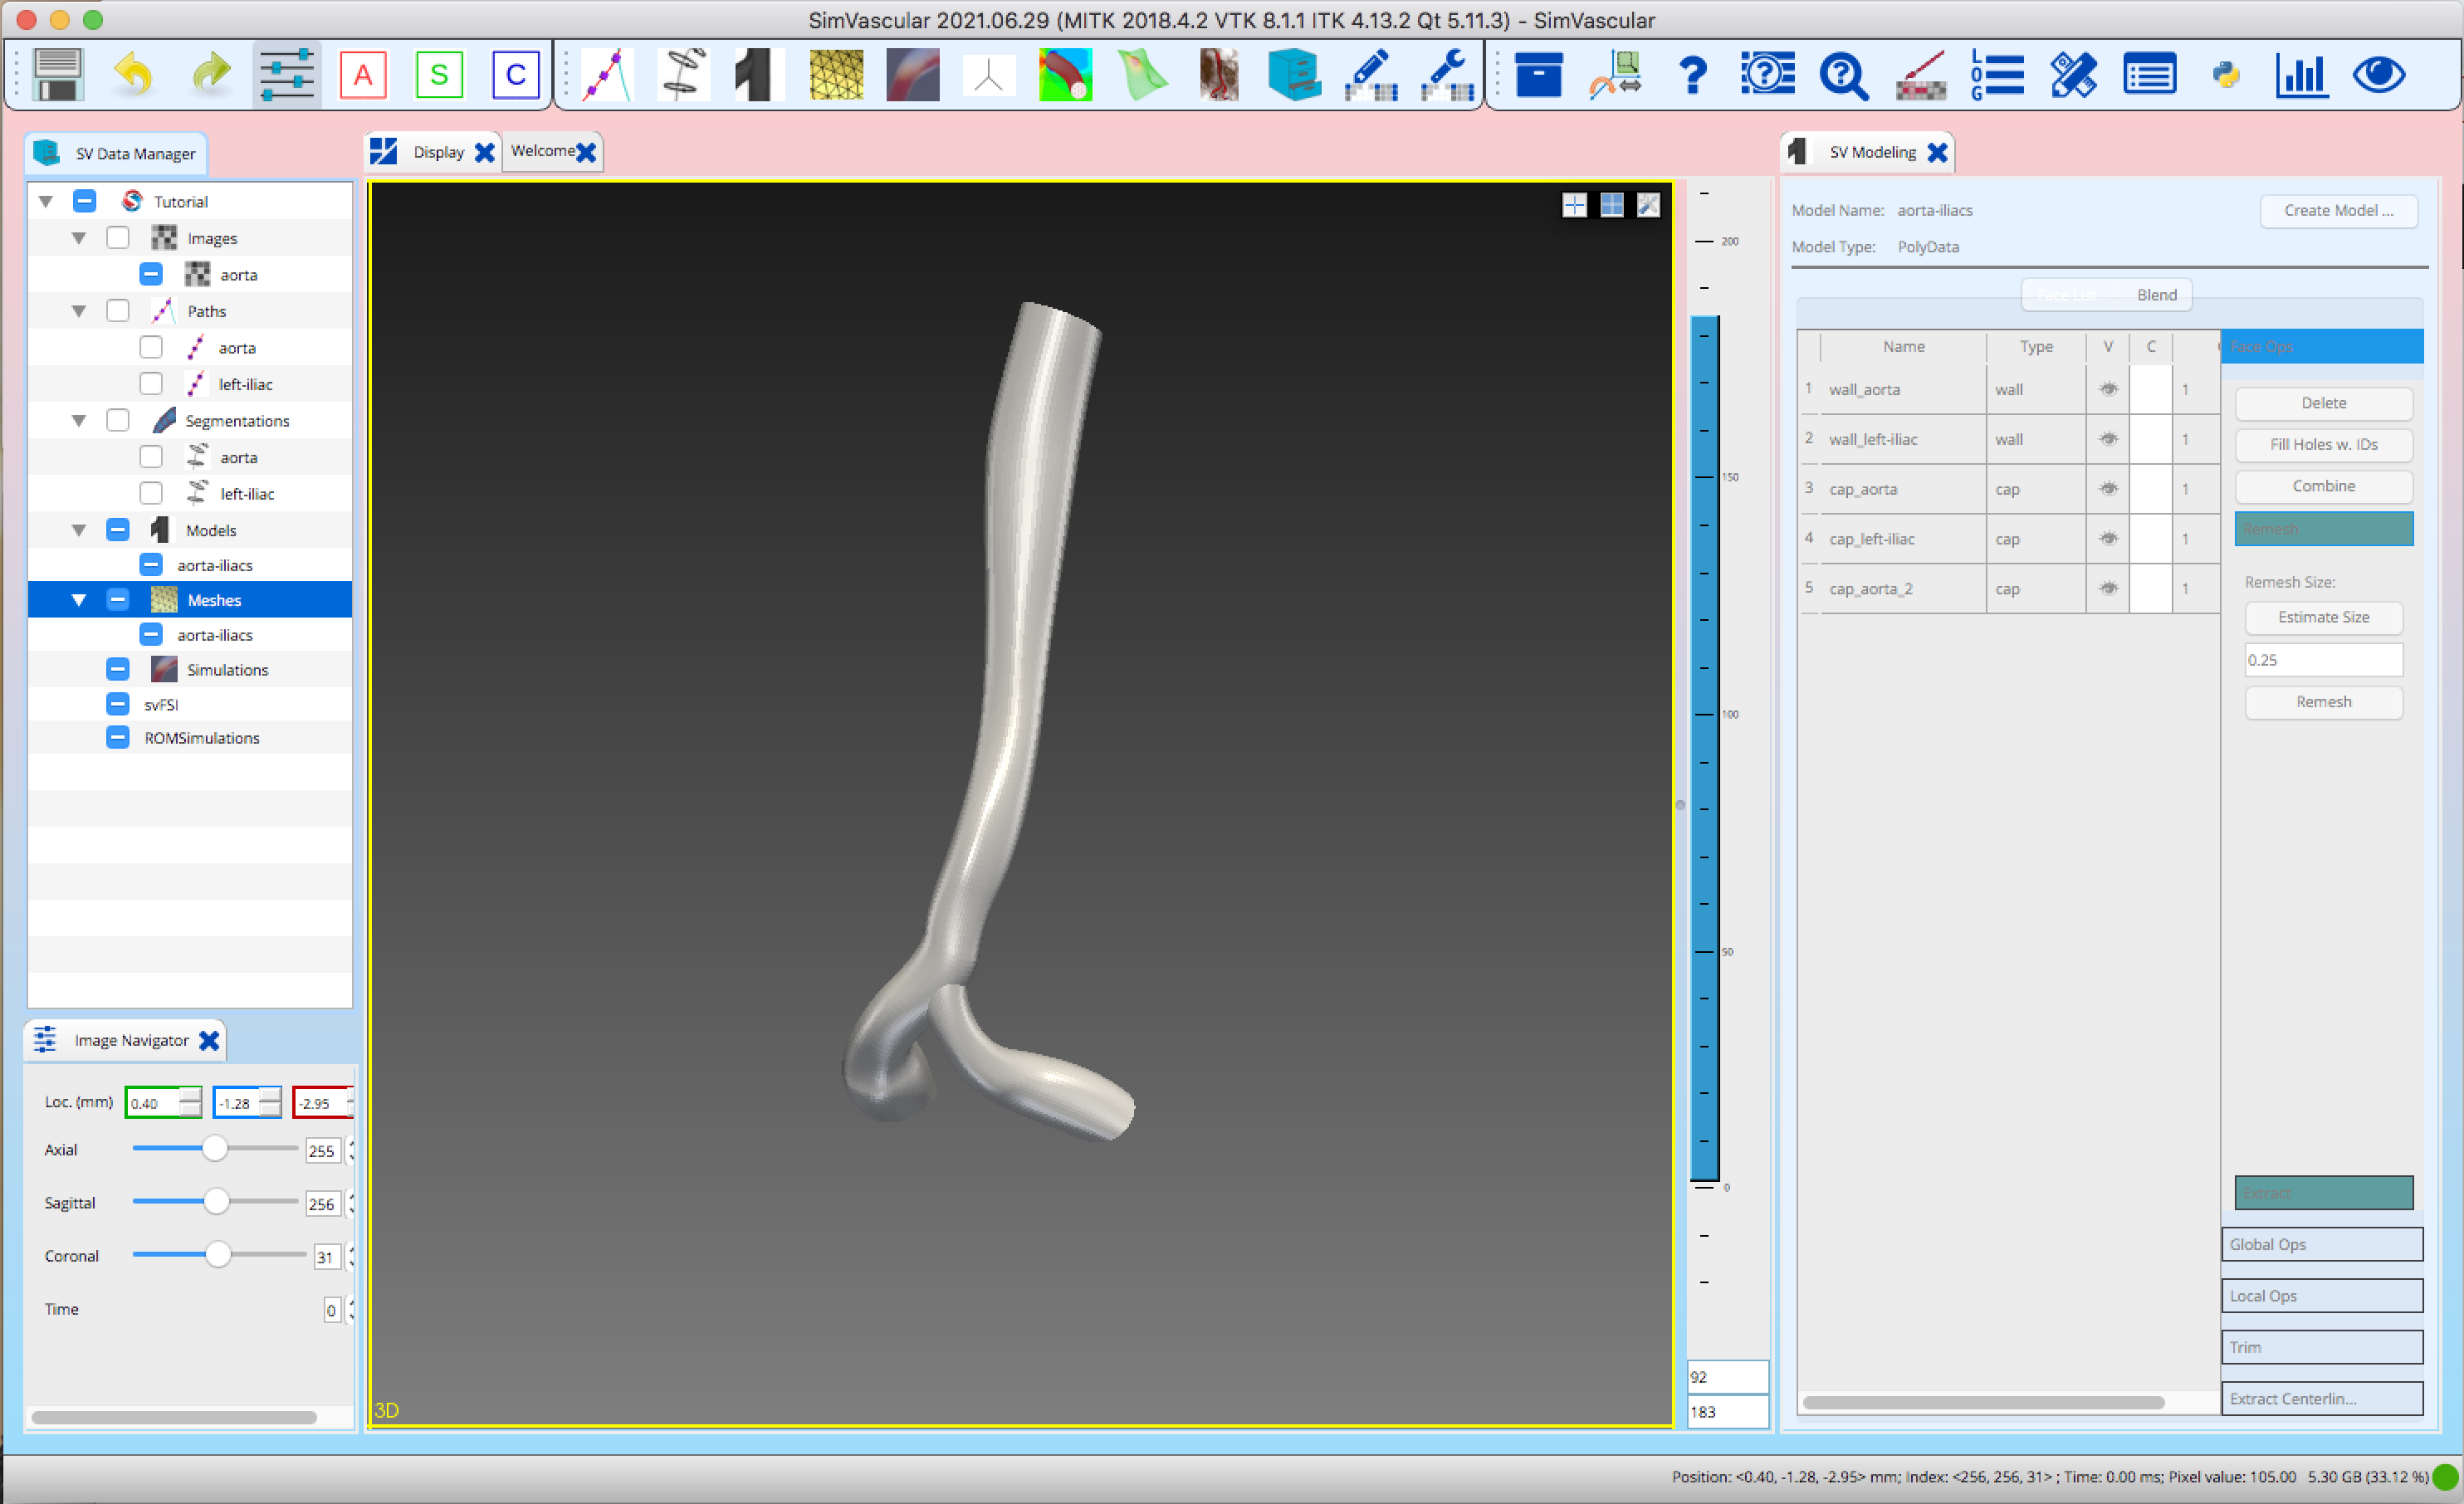 SimVascular 2021.06.29 (MITK 2018.4.2 VTK 8.1.1 ITK 4.13.2 Qt 5.11.3) - SimVascular
A S C
LOG
SV Data Manager
Tutorial
Images
aorta
Paths
aorta
left-iliac
Segmentations
aorta
left-iliac
Models
aorta-iliacs
Meshes
aorta-iliacs
Simulations
svFSI
ROMSimulations
Image Navigator
Loc. (mm) 0.40 -1.28 -2.95
Axial 255
Sagittal 256
Coronal 31
Time 0
Display Welcome
3D
200
150
100
50
0
92
183
SV Modeling
Model Name: aorta-iliacs Create Model ...
Model Type: PolyData
Face List Blend
Name Type V C
1 wall_aorta wall 1
2 wall_left-iliac wall 1
3 cap_aorta cap 1
4 cap_left-iliac cap 1
5 cap_aorta_2 cap 1
Face Ops
Delete
Fill Holes w. IDs
Combine
Remesh
Remesh Size:
Estimate Size
0.25
Remesh
Extract
Global Ops
Local Ops
Trim
Extract Centerlin...
Position: <0.40, -1.28, -2.95> mm; Index: <256, 256, 31> ; Time: 0.00 ms; Pixel value: 105.00 5.30 GB (33.12 %)